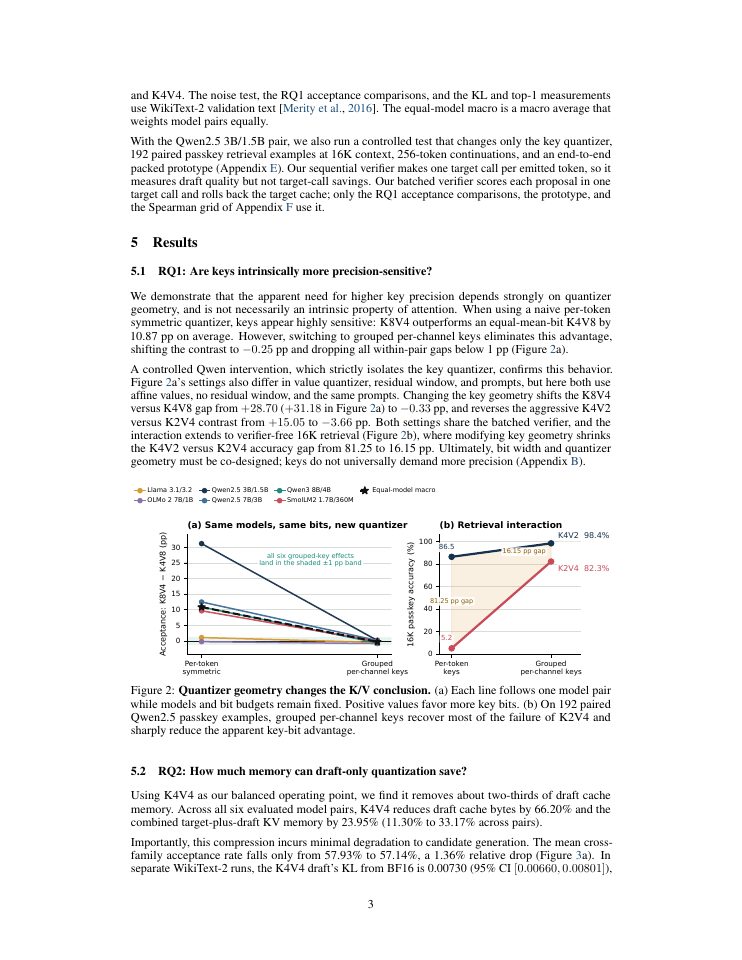 and K4V4. The noise test, the RQ1 acceptance comparisons, and the KL and top-1 measurements
use WikiText-2 validation text [Merity et al., 2016]. The equal-model macro is a macro average that
weights model pairs equally.
With the Qwen2.5 3B/1.5B pair, we also run a controlled test that changes only the key quantizer,
192 paired passkey retrieval examples at 16K context, 256-token continuations, and an end-to-end
packed prototype (Appendix E). Our sequential verifier makes one target call per emitted token, so it
measures draft quality but not target-call savings. Our batched verifier scores each proposal in one
target call and rolls back the target cache; only the RQ1 acceptance comparisons, the prototype, and
the Spearman grid of Appendix F use it.
5 Results
5.1 RQ1: Are keys intrinsically more precision-sensitive?
We demonstrate that the apparent need for higher key precision depends strongly on quantizer
geometry, and is not necessarily an intrinsic property of attention. When using a naive per-token
symmetric quantizer, keys appear highly sensitive: K8V4 outperforms an equal-mean-bit K4V8 by
10.87 pp on average. However, switching to grouped per-channel keys eliminates this advantage,
shifting the contrast to −0.25 pp and dropping all within-pair gaps below 1 pp (Figure 2a).
A controlled Qwen intervention, which strictly isolates the key quantizer, confirms this behavior.
Figure 2a's settings also differ in value quantizer, residual window, and prompts, but here both use
affine values, no residual window, and the same prompts. Changing the key geometry shifts the K8V4
versus K4V8 gap from +28.70 (+31.18 in Figure 2a) to −0.33 pp, and reverses the aggressive K4V2
versus K2V4 contrast from +15.05 to −3.66 pp. Both settings share the batched verifier, and the
interaction extends to verifier-free 16K retrieval (Figure 2b), where modifying key geometry shrinks
the K4V2 versus K2V4 accuracy gap from 81.25 to 16.15 pp. Ultimately, bit width and quantizer
geometry must be co-designed; keys do not universally demand more precision (Appendix B).
Llama 3.1/3.2 Qwen2.5 3B/1.5B Qwen3 8B/4B Equal-model macro
OLMo 2 7B/1B Qwen2.5 7B/3B SmolLM2 1.7B/360M
(a) Same models, same bits, new quantizer
Acceptance: K8V4 − K4V8 (pp)
30
25
20
15
10
5
0
all six grouped-key effects
land in the shaded ±1 pp band
Per-token
symmetric
Grouped
per-channel keys
(b) Retrieval interaction
16K passkey accuracy (%)
100
80
60
40
20
0
86.5
16.15 pp gap
K4V2 98.4%
K2V4 82.3%
81.25 pp gap
5.2
Per-token
keys
Grouped
per-channel keys
Figure 2: Quantizer geometry changes the K/V conclusion. (a) Each line follows one model pair
while models and bit budgets remain fixed. Positive values favor more key bits. (b) On 192 paired
Qwen2.5 passkey examples, grouped per-channel keys recover most of the failure of K2V4 and
sharply reduce the apparent key-bit advantage.
5.2 RQ2: How much memory can draft-only quantization save?
Using K4V4 as our balanced operating point, we find it removes about two-thirds of draft cache
memory. Across all six evaluated model pairs, K4V4 reduces draft cache bytes by 66.20% and the
combined target-plus-draft KV memory by 23.95% (11.30% to 33.17% across pairs).
Importantly, this compression incurs minimal degradation to candidate generation. The mean cross-
family acceptance rate falls only from 57.93% to 57.14%, a 1.36% relative drop (Figure 3a). In
separate WikiText-2 runs, the K4V4 draft's KL from BF16 is 0.00730 (95% CI [0.00660, 0.00801]),
3